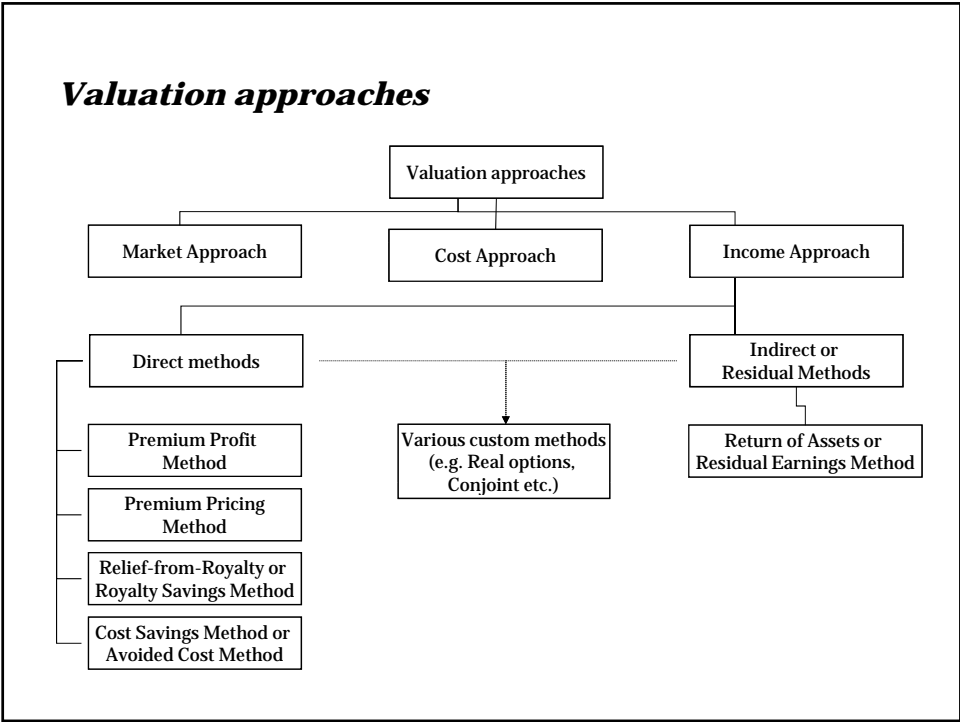 Valuation approaches
Valuation approaches
Market Approach
Cost Approach
Income Approach
Direct methods
Indirect or
Residual Methods
Premium Profit
Method
Various custom methods
(e.g. Real options,
Conjoint etc.)
Return of Assets or
Residual Earnings Method
Premium Pricing
Method
Relief-from-Royalty or
Royalty Savings Method
Cost Savings Method or
Avoided Cost Method